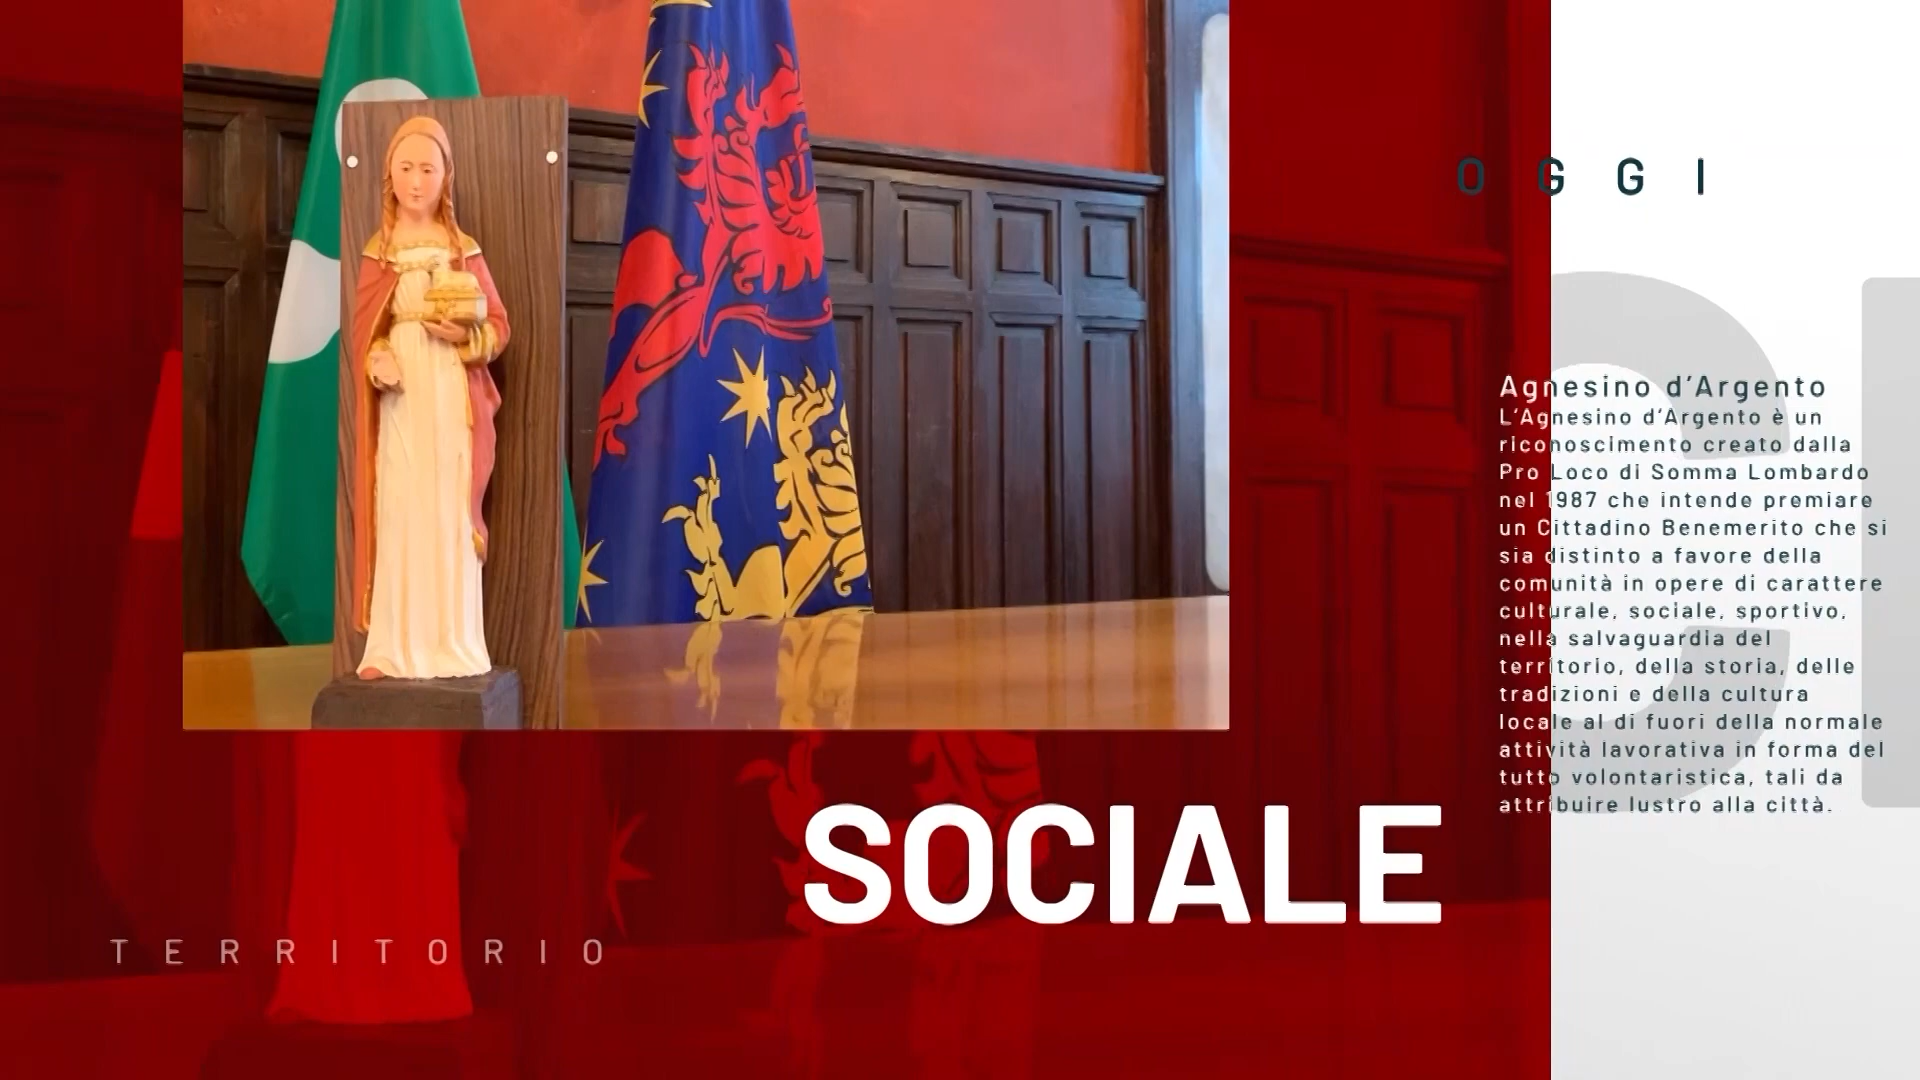 OGGI
Agnesino d'Argento
L'Agnesino d'Argento è un
riconoscimento creato dalla
Pro Loco di Somma Lombardo
nel 1987 che intende premiare
un Cittadino Benemerito che si
sia distinto a favore della
comunità in opere di carattere
culturale, sociale, sportivo,
nella salvaguardia del
territorio, della storia, delle
tradizioni e della cultura
locale al di fuori della normale
attività lavorativa in forma del
tutto volontaristica, tali da
attribuire lustro alla città.
SOCIALE
TERRITORIO